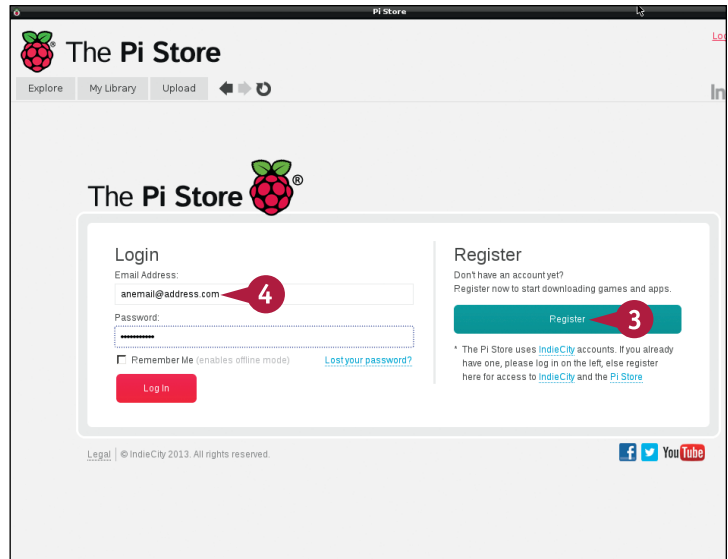 Pi Store
The Pi Store
Explore
My Library
Upload
The Pi Store ®
Login
Email Address:
anemail@address.com
4
Password:
•••••••••••
Remember Me (enables offline mode)
Lost your password?
Log In
Register
Don't have an account yet?
Register now to start downloading games and apps.
Register
3
* The Pi Store uses IndieCity accounts. If you already
have one, please log in on the left, else register
here for access to IndieCity and the Pi Store
Legal | © IndieCity 2013. All rights reserved.
f
YouTube